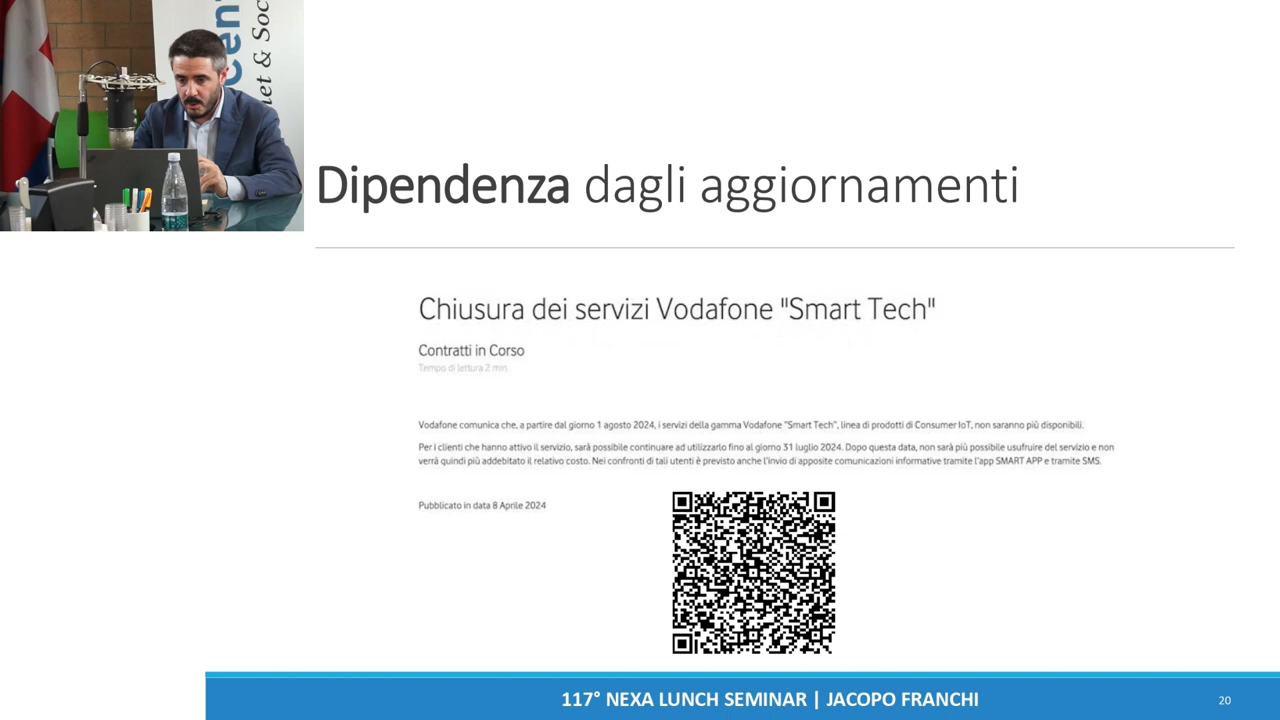 Cen
net & Soc
Dipendenza dagli aggiornamenti
Chiusura dei servizi Vodafone "Smart Tech"
Contratti in Corso
Tempo di lettura 2 min.
Vodafone comunica che, a partire dal giorno 1 agosto 2024, i servizi della gamma Vodafone "Smart Tech", linea di prodotti di Consumer IoT, non saranno più disponibili.
Per i clienti che hanno attivo il servizio, sarà possibile continuare ad utilizzarlo fino al giorno 31 luglio 2024. Dopo questa data, non sarà più possibile usufruire del servizio e non
verrà quindi più addebitato il relativo costo. Nei confronti di tali utenti è previsto anche l'invio di apposite comunicazioni informative tramite l'app SMART APP e tramite SMS.
Pubblicato in data 8 Aprile 2024
117° NEXA LUNCH SEMINAR | JACOPO FRANCHI
20